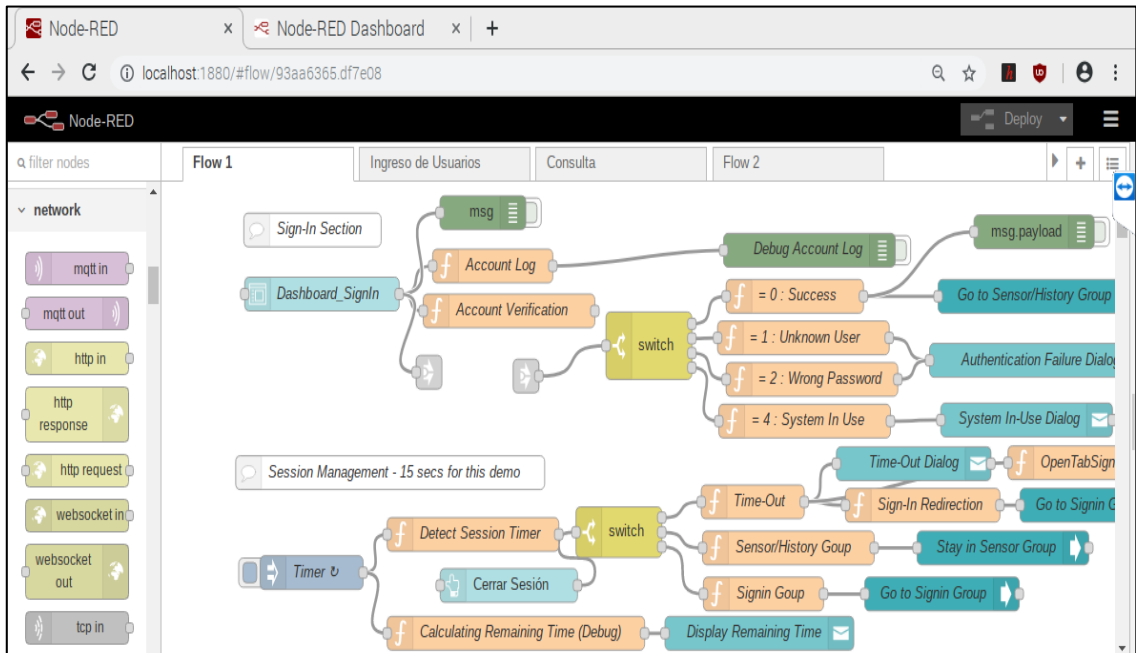 Node-RED
Node-RED Dashboard
localhost:1880/#flow/93aa6365.df7e08
Node-RED
Deploy
filter nodes
Flow 1
Ingreso de Usuarios
Consulta
Flow 2
network
mqtt in
mqtt out
http in
http
response
http request
websocket in
websocket
out
tcp in
Sign-In Section
msg
msg.payload
Debug Account Log
Account Log
Dashboard_SignIn
Account Verification
switch
= 0 : Success
Go to Sensor/History Group
= 1 : Unknown User
Authentication Failure Dialog
= 2 : Wrong Password
= 4 : System In Use
System In-Use Dialog
Session Management - 15 secs for this demo
Time-Out Dialog
OpenTabSign
Time-Out
Sign-In Redirection
Go to Signin G
Detect Session Timer
switch
Sensor/History Goup
Stay in Sensor Group
Timer ↻
Cerrar Sesión
Signin Goup
Go to Signin Group
Calculating Remaining Time (Debug)
Display Remaining Time